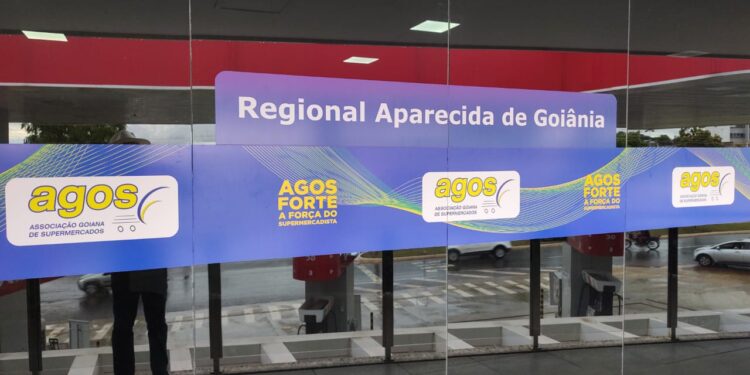 Regional Aparecida de Goiânia
agos
ASSOCIAÇÃO GOIANA
DE SUPERMERCADOS
AGOS
FORTE
A FORÇA DO
SUPERMERCADISTA
agos
ASSOCIAÇÃO GOIANA
DE SUPERMERCADOS
AGOS
FORTE
A FORÇA DO
SUPERMERCADISTA
agos
ASSOCIAÇÃO GOIANA
DE SUPERMERCADOS